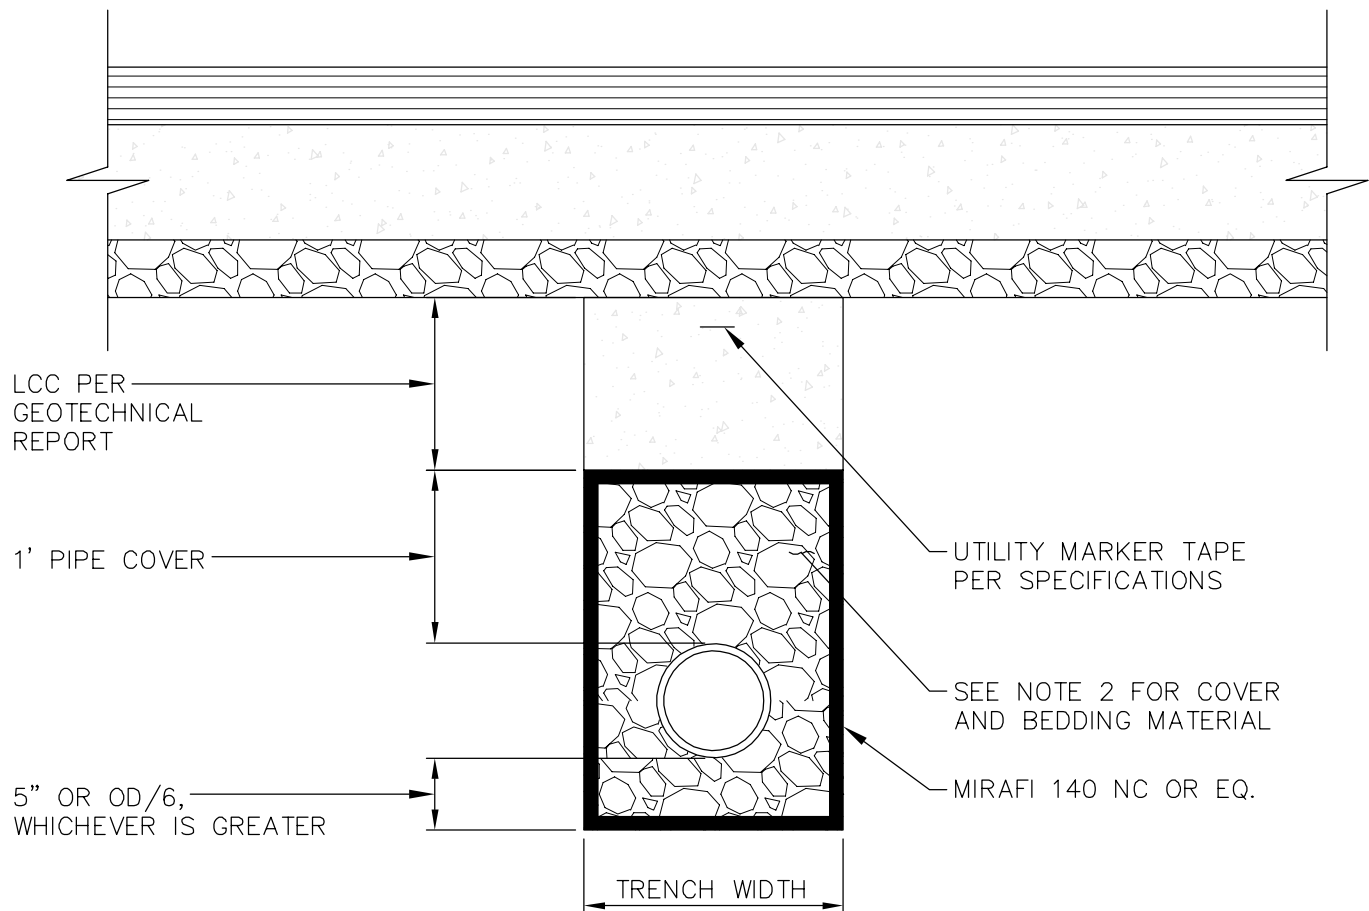 LCC PER
GEOTECHNICAL
REPORT
1' PIPE COVER
UTILITY MARKER TAPE
PER SPECIFICATIONS
SEE NOTE 2 FOR COVER
AND BEDDING MATERIAL
5" OR OD/6,
WHICHEVER IS GREATER
MIRAFI 140 NC OR EQ.
TRENCH WIDTH